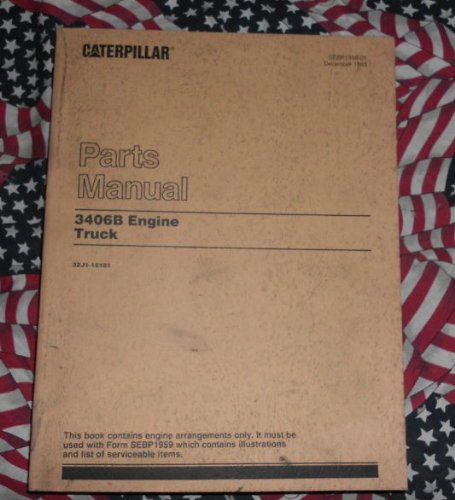 CATERPILLAR
December 1993
Parts
Manual
3406B Engine
Truck
This book contains engine arrangements only. It must be
used with Form SEBP1959 which contains illustrations
and list of serviceable items.